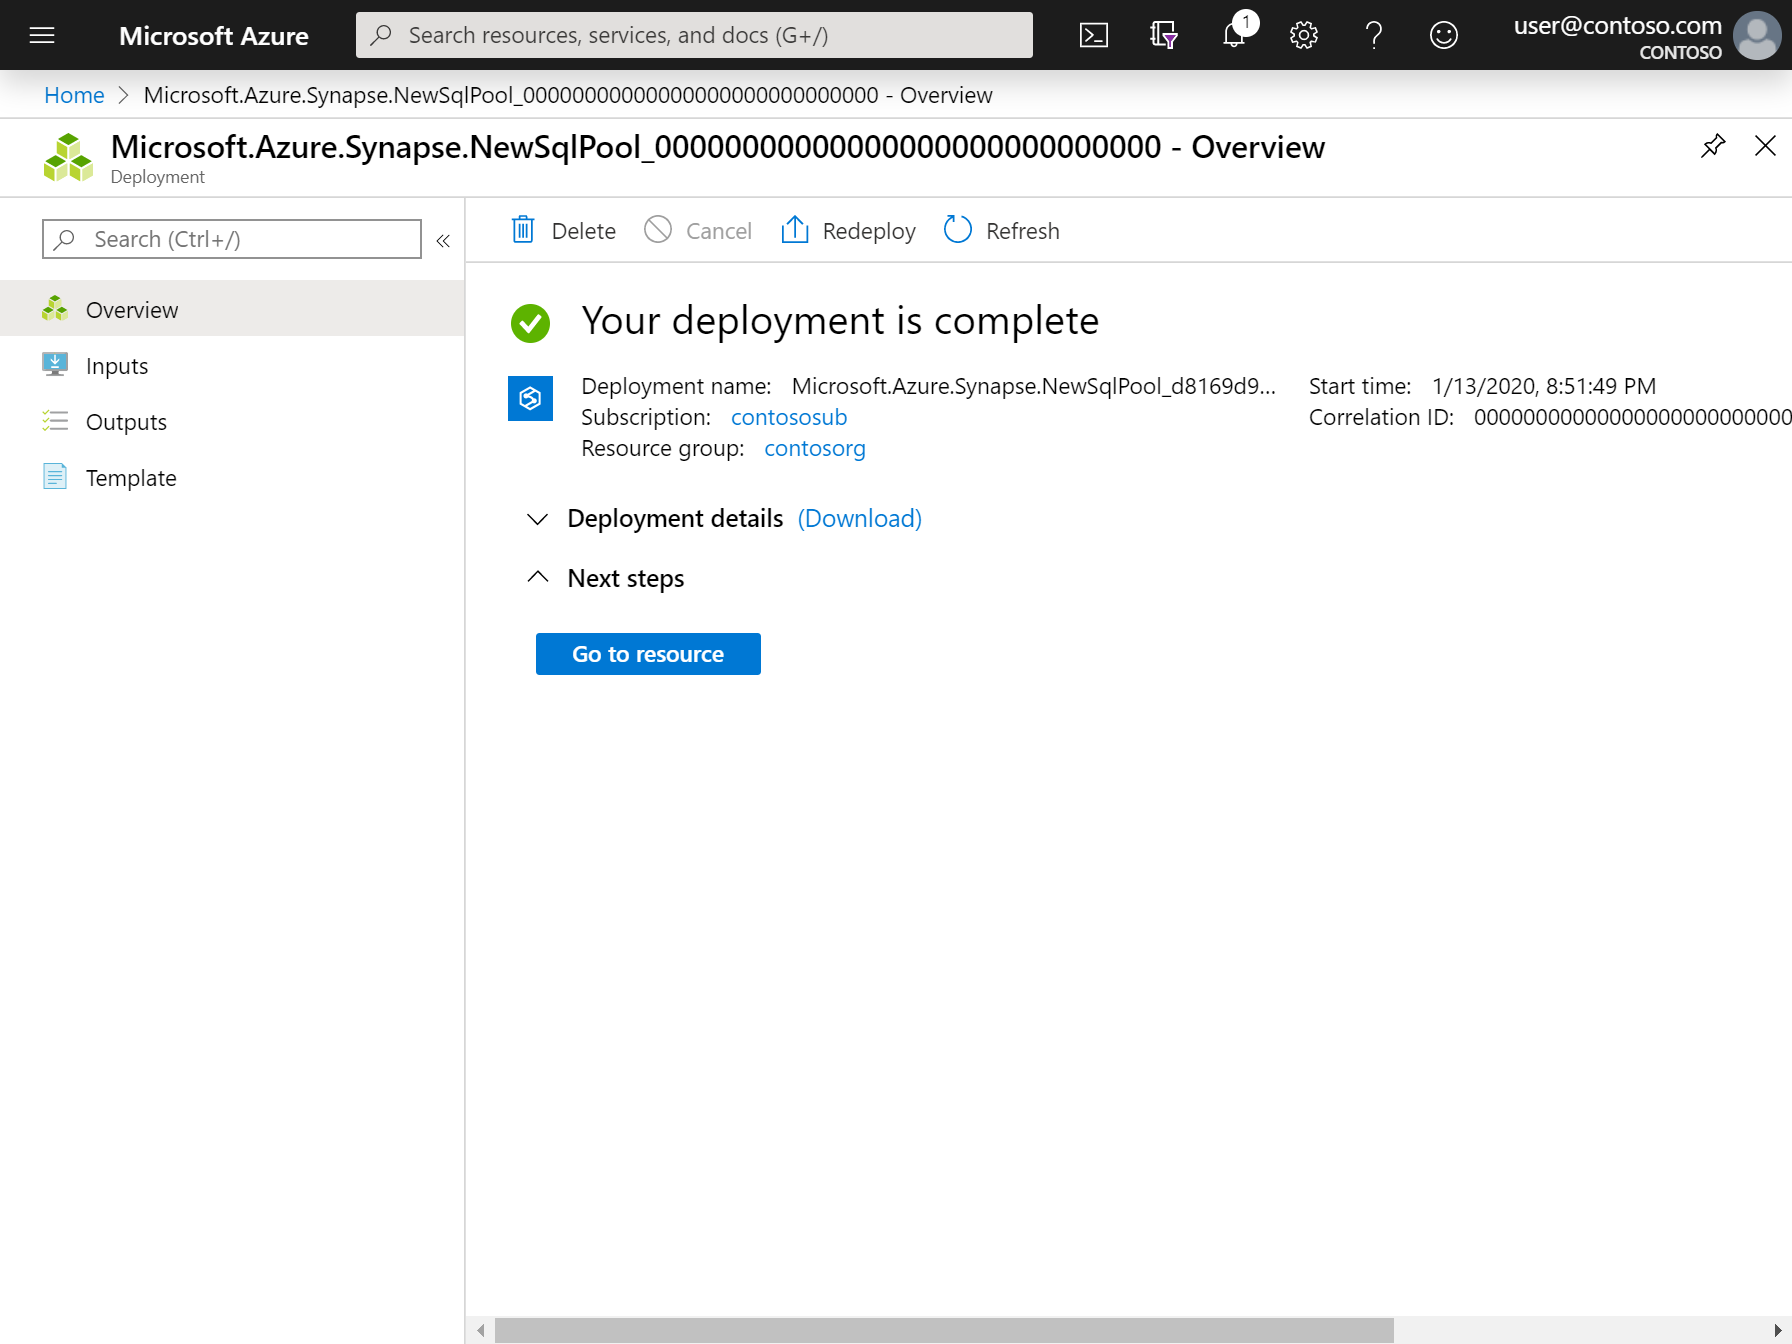 Microsoft Azure
Search resources, services, and docs (G+/)
1
user@contoso.com
CONTOSO
Home > Microsoft.Azure.Synapse.NewSqlPool_00000000000000000000000000000 - Overview
Microsoft.Azure.Synapse.NewSqlPool_00000000000000000000000000000 - Overview
Deployment
Search (Ctrl+/)
«
Overview
Inputs
Outputs
Template
Delete
Cancel
Redeploy
Refresh
Your deployment is complete
Deployment name: Microsoft.Azure.Synapse.NewSqlPool_d8169d9...
Subscription: contososub
Resource group: contosorg
Start time: 1/13/2020, 8:51:49 PM
Correlation ID: 00000000000000000000000000
Deployment details (Download)
Next steps
Go to resource